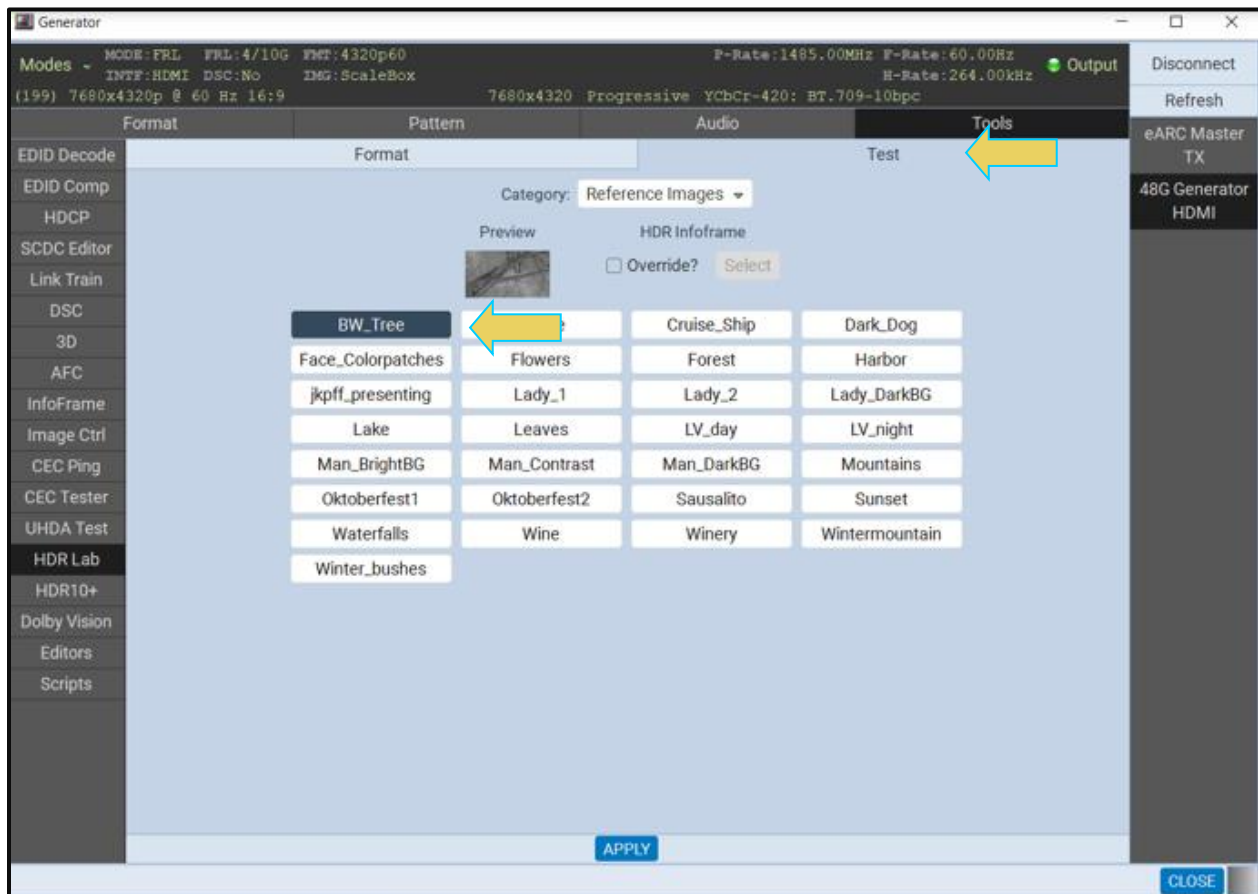 Generator
Modes MODE:FRL FRL:4/10G FMT:4320p60 P-Rate:1485.00MHz F-Rate:60.00Hz Output
INTF:HDMI DSC:No IMG:ScaleBox H-Rate:264.00kHz
(199) 7680x4320p @ 60 Hz 16:9 7680x4320 Progressive YCbCr-420: BT.709-10bpc
Disconnect
Refresh
Format Pattern Audio Tools
eARC Master
TX
48G Generator
HDMI
EDID Decode
EDID Comp
HDCP
SCDC Editor
Link Train
DSC
3D
AFC
InfoFrame
Image Ctrl
CEC Ping
CEC Tester
UHDA Test
HDR Lab
HDR10+
Dolby Vision
Editors
Scripts
Format Test
Category: Reference Images
Preview HDR Infoframe
Override? Select
BW_Tree Cruise_Ship Dark_Dog
Face_Colorpatches Flowers Forest Harbor
jkpff_presenting Lady_1 Lady_2 Lady_DarkBG
Lake Leaves LV_day LV_night
Man_BrightBG Man_Contrast Man_DarkBG Mountains
Oktoberfest1 Oktoberfest2 Sausalito Sunset
Waterfalls Wine Winery Wintermountain
Winter_bushes
APPLY
CLOSE